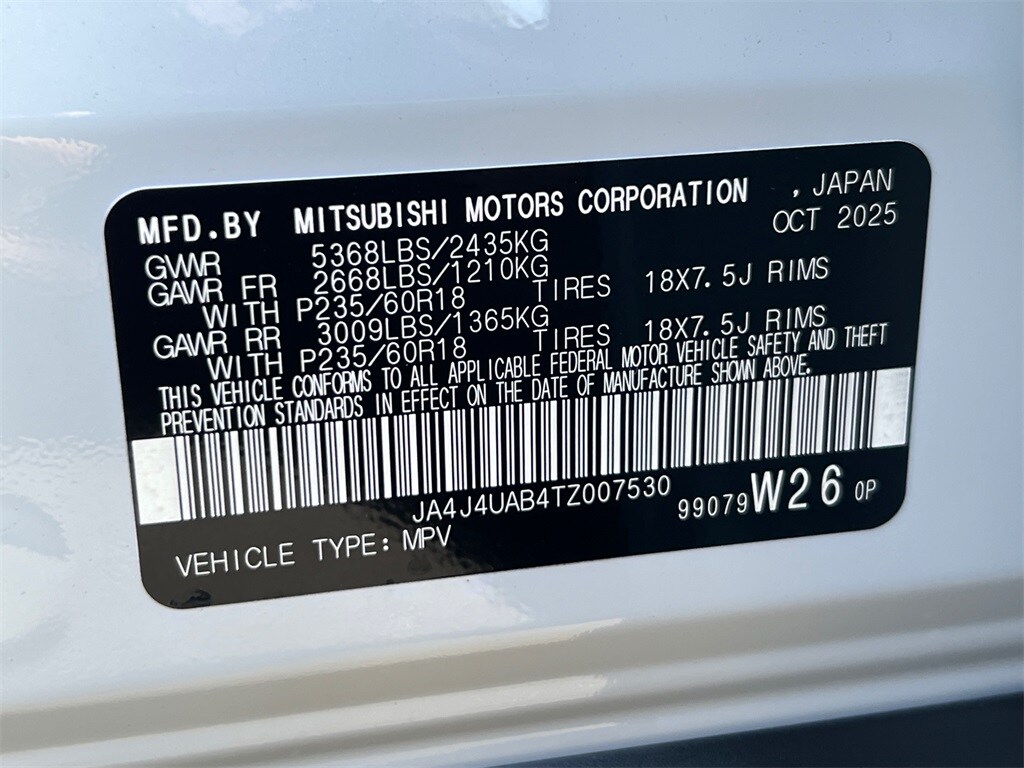 MFD.BY MITSUBISHI MOTORS CORPORATION , JAPAN
GVWR 5368LBS/2435KG OCT 2025
GAWR FR 2668LBS/1210KG
WITH P235/60R18 TIRES 18X7.5J RIMS
GAWR RR 3009LBS/1365KG
WITH P235/60R18 TIRES 18X7.5J RIMS
THIS VEHICLE CONFORMS TO ALL APPLICABLE FEDERAL MOTOR VEHICLE SAFETY AND THEFT
PREVENTION STANDARDS IN EFFECT ON THE DATE OF MANUFACTURE SHOWN ABOVE.
JA4J4UAB4TZ007530
99079 W26 0P
VEHICLE TYPE: MPV